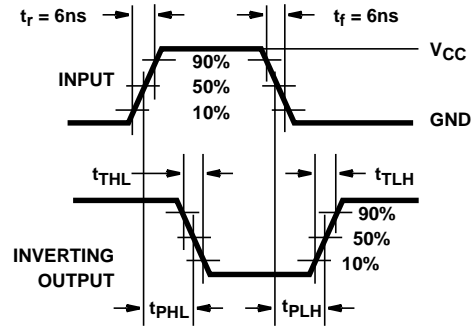 tr = 6ns
tf = 6ns
VCC
90%
INPUT
50%
10%
GND
tTHL
tTLH
90%
50%
INVERTING
OUTPUT
10%
tPHL
tPLH